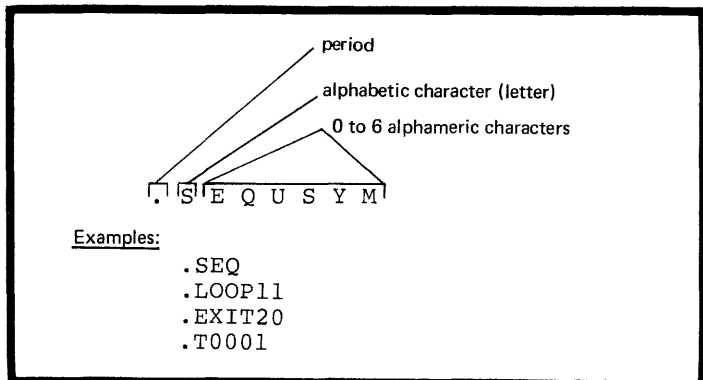 period
alphabetic character (letter)
0 to 6 alphameric characters
. S E Q U S Y M
Examples:
.SEQ
.LOOP11
.EXIT20
.T0001